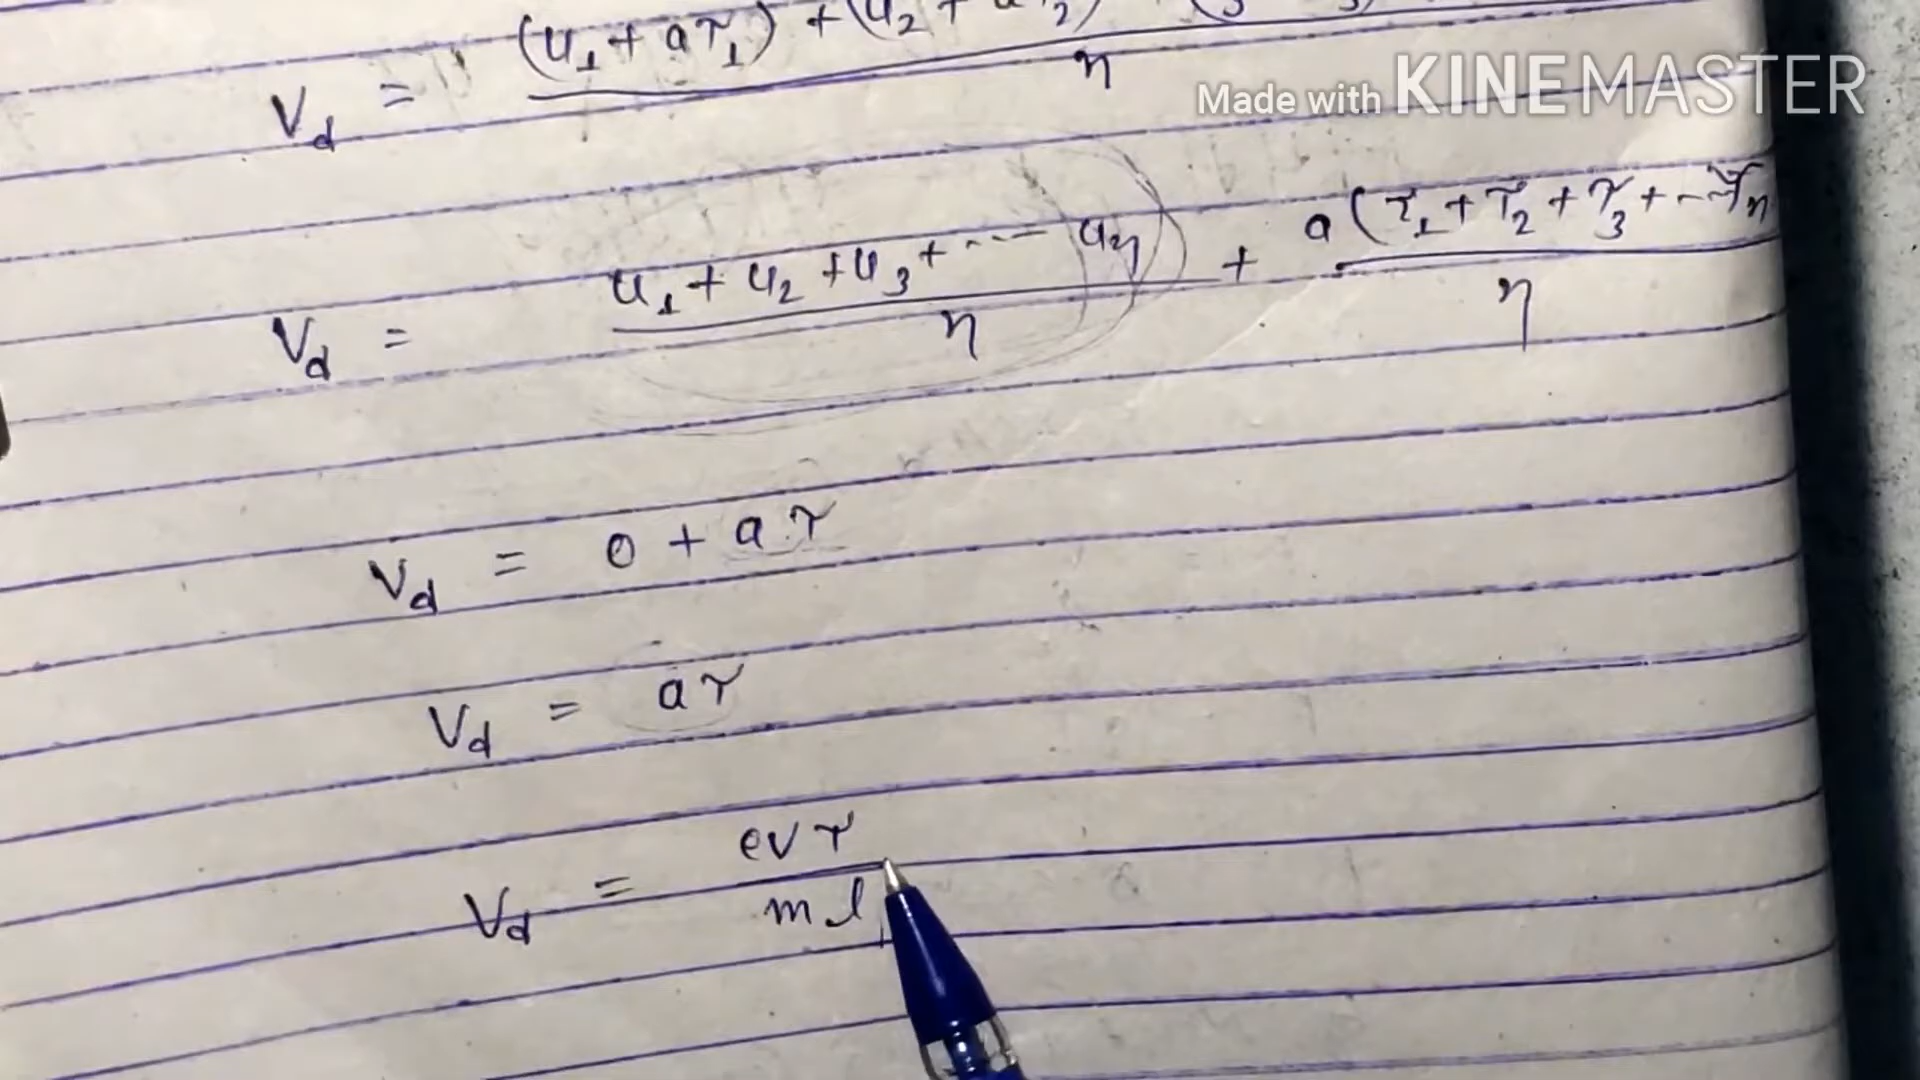 Vd = (u₁ + aτ₁) + (u₂ + aτ₂)
n
Made with KINEMASTER
Vd = u₁ + u₂ + u₃ + ---- uₙ + a(τ₁ + τ₂ + τ₃ + -- τₙ
n n
Vd = 0 + aτ
Vd = aτ
Vd = evτ
ml